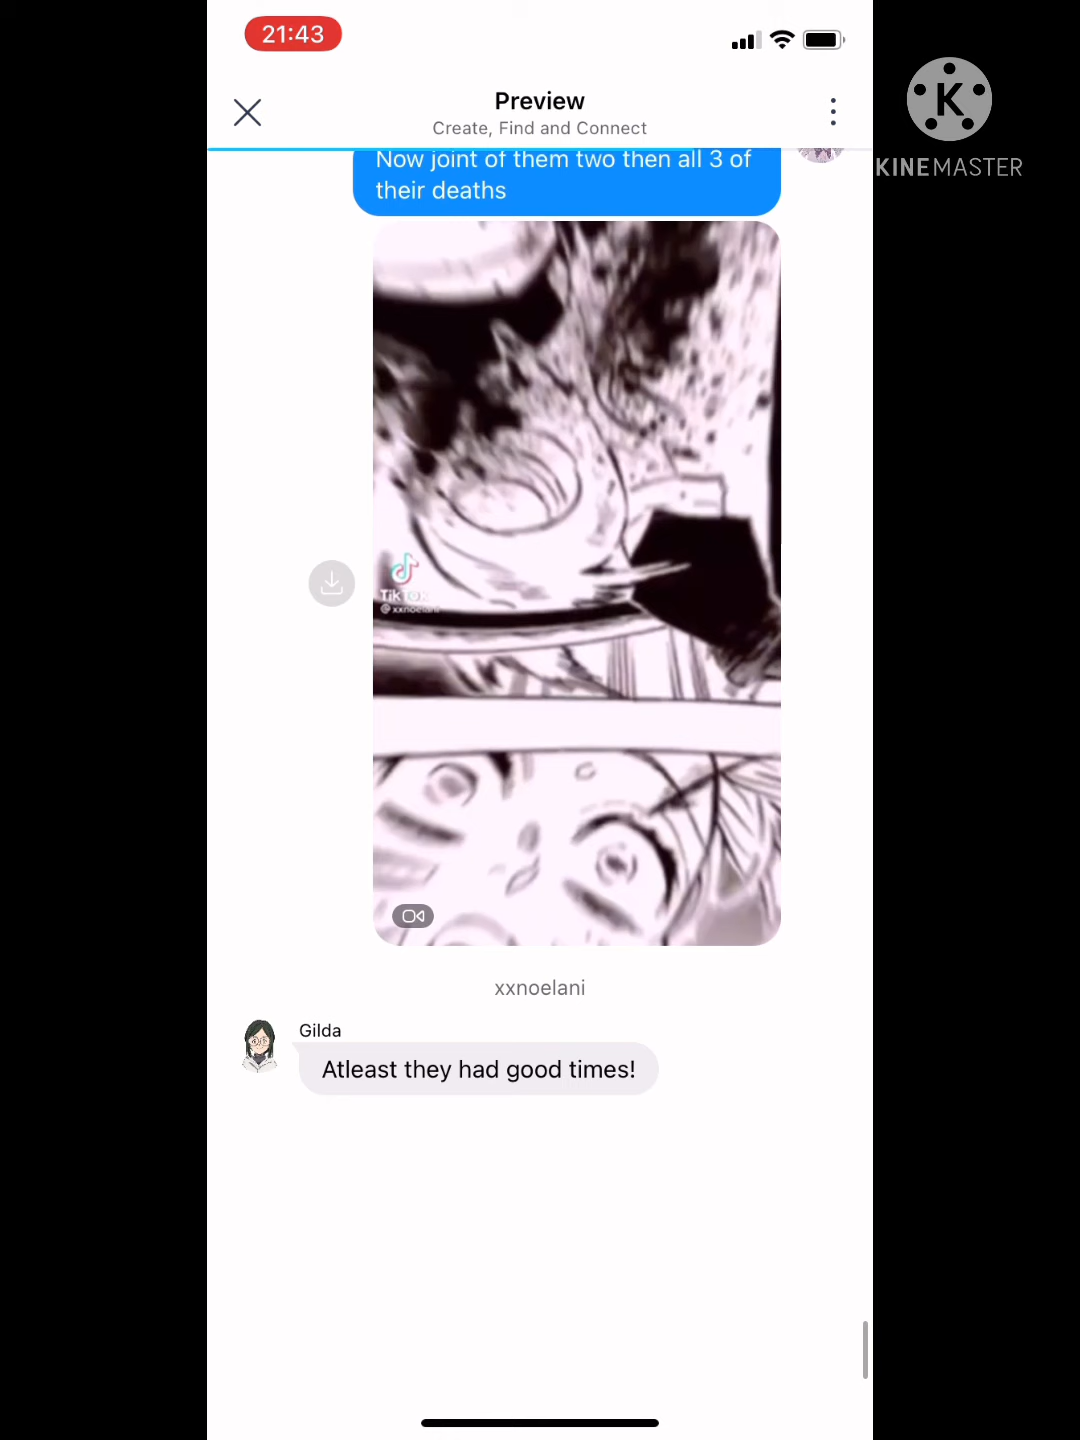 21:43
Preview
Create, Find and Connect
K
KINEMASTER
Now joint of them two then all 3 of
their deaths
TikTok
@xxnoelani
xxnoelani
Gilda
Atleast they had good times!